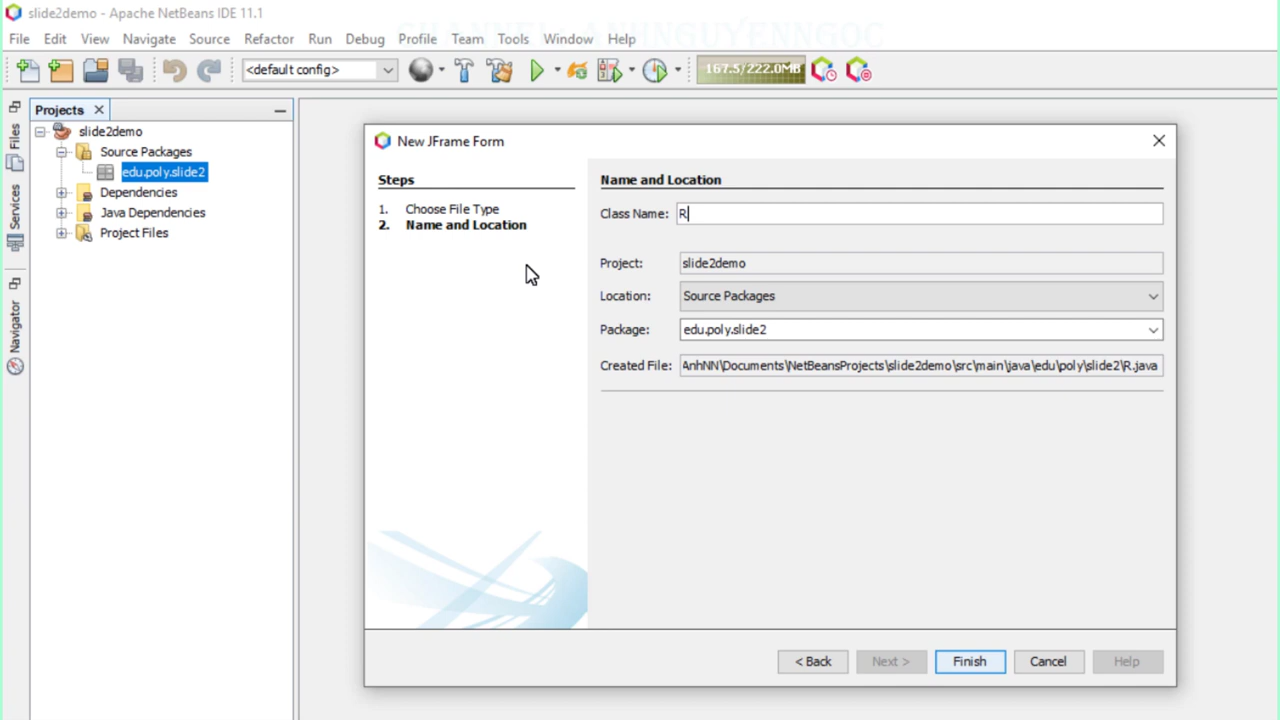 slide2demo - Apache NetBeans IDE 11.1
CHANNEL: ANHNGUYENNGOC
File Edit View Navigate Source Refactor Run Debug Profile Team Tools Window Help
<default config> 167.5/222.0MB
Projects
Files
Services
Navigator
slide2demo
Source Packages
edu.poly.slide2
Dependencies
Java Dependencies
Project Files
New JFrame Form
Steps
1. Choose File Type
2. Name and Location
Name and Location
Class Name: R
Project: slide2demo
Location: Source Packages
Package: edu.poly.slide2
Created File: AnhNN\Documents\NetBeansProjects\slide2demo\src\main\java\edu\poly\slide2\R.java
< Back Next > Finish Cancel Help